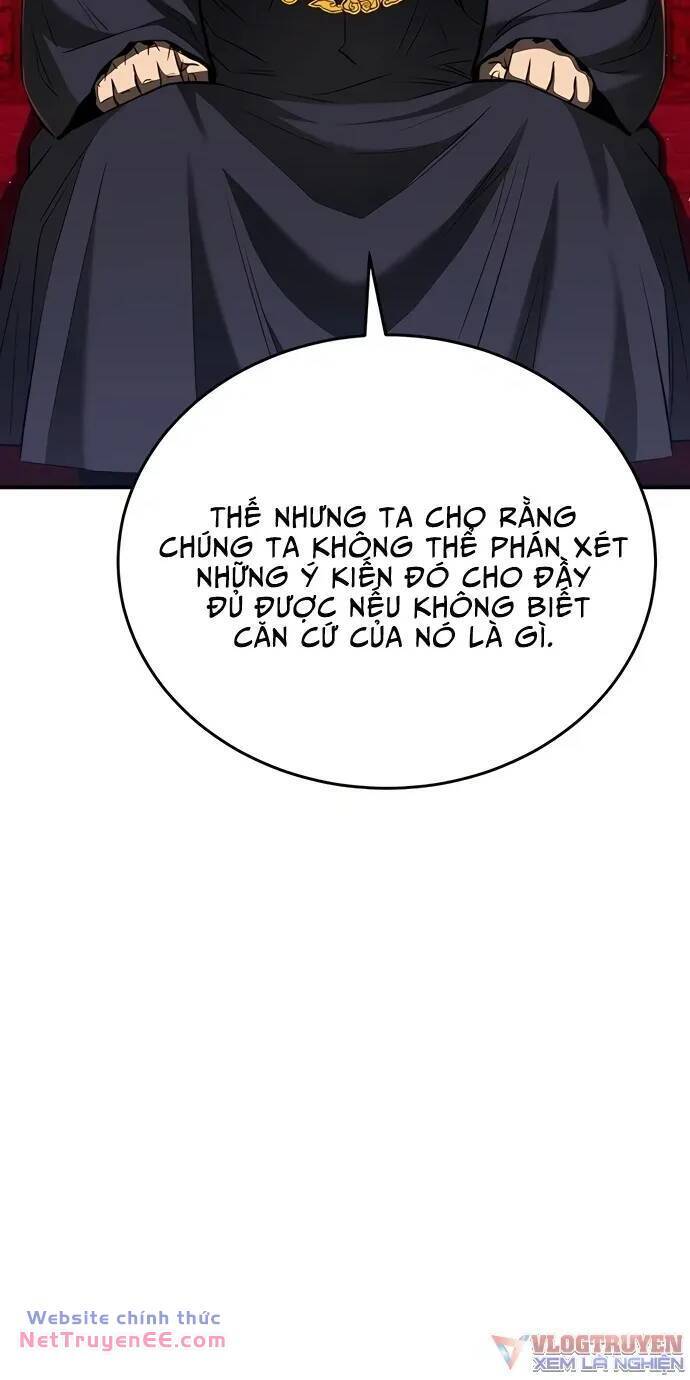 THẾ NHƯNG TA CHO RẰNG
CHÚNG TA KHÔNG THỂ PHÁN XÉT
NHỮNG Ý KIẾN ĐÓ CHO ĐẦY
ĐỦ ĐƯỢC NẾU KHÔNG BIẾT
CĂN CỨ CỦA NÓ LÀ GÌ.
Website chính thức
NetTruyenEE.com
VLOGTRUYEN
XEM LÀ NGHIỆN